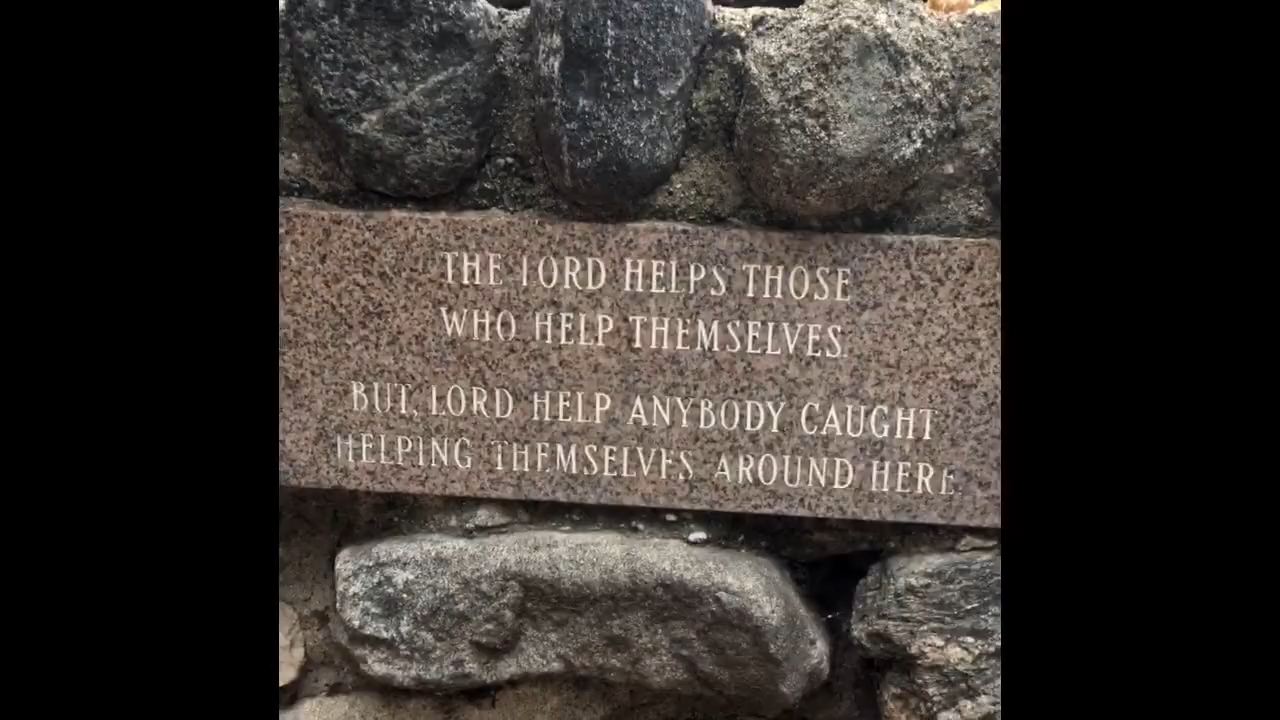 THE LORD HELPS THOSE
WHO HELP THEMSELVES.
BUT, LORD HELP ANYBODY CAUGHT
HELPING THEMSELVES AROUND HERE.